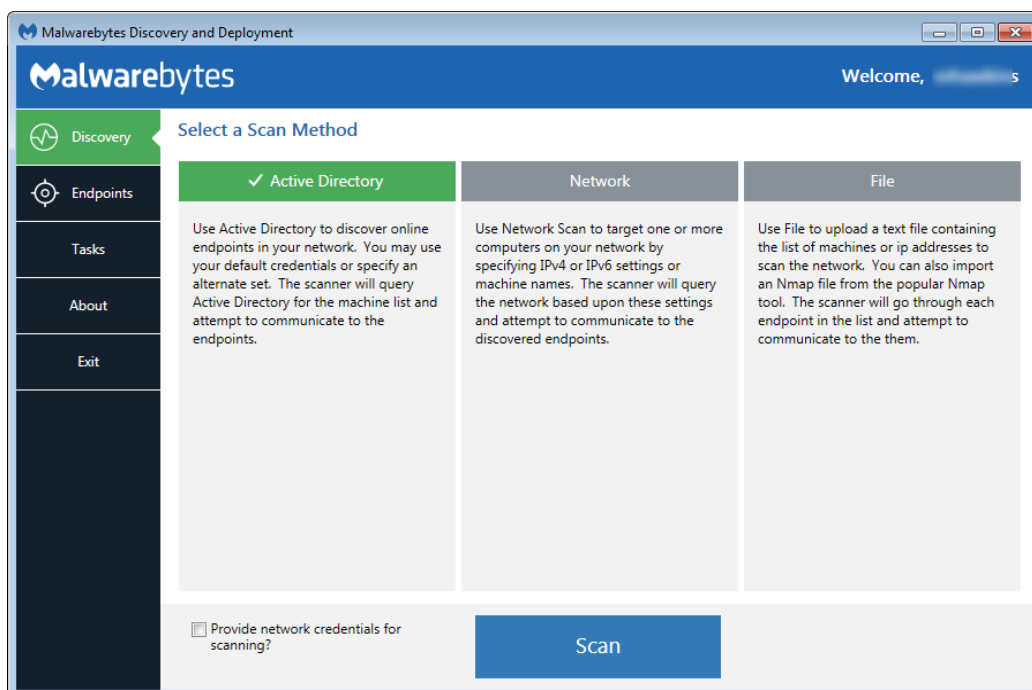 Malwarebytes Discovery and Deployment
Malwarebytes
Welcome,
Discovery
Endpoints
Tasks
About
Exit
Select a Scan Method
Active Directory
Use Active Directory to discover online
endpoints in your network. You may use
your default credentials or specify an
alternate set. The scanner will query
Active Directory for the machine list and
attempt to communicate to the
endpoints.
Network
Use Network Scan to target one or more
computers on your network by
specifying IPv4 or IPv6 settings or
machine names. The scanner will query
the network based upon these settings
and attempt to communicate to the
discovered endpoints.
File
Use File to upload a text file containing
the list of machines or ip addresses to
scan the network. You can also import
an Nmap file from the popular Nmap
tool. The scanner will go through each
endpoint in the list and attempt to
communicate to the them.
Provide network credentials for
scanning?
Scan